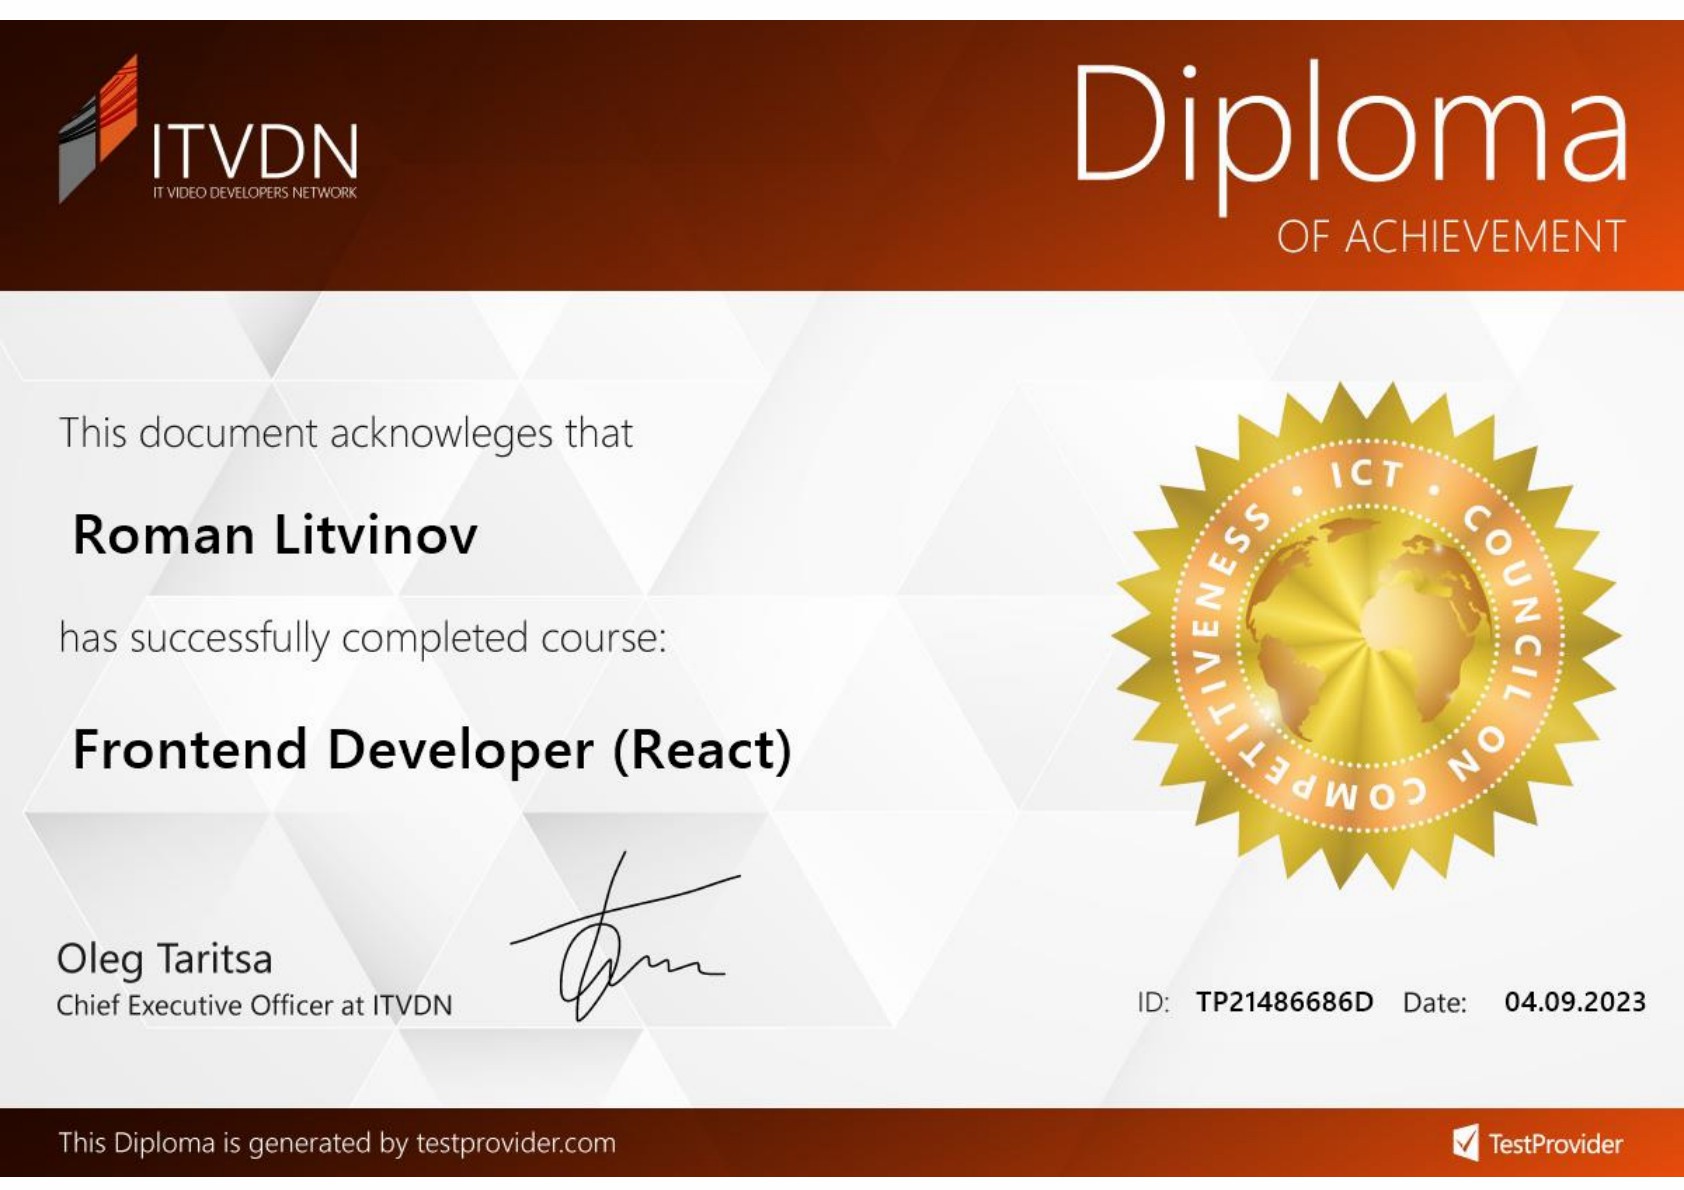 ITVDN
IT VIDEO DEVELOPERS NETWORK
Diploma
OF ACHIEVEMENT
This document acknowleges that
Roman Litvinov
has successfully completed course:
Frontend Developer (React)
ICT • COUNCIL ON COMPETITIVENESS •
Oleg Taritsa
Chief Executive Officer at ITVDN
ID: TP21486686D Date: 04.09.2023
This Diploma is generated by testprovider.com
TestProvider